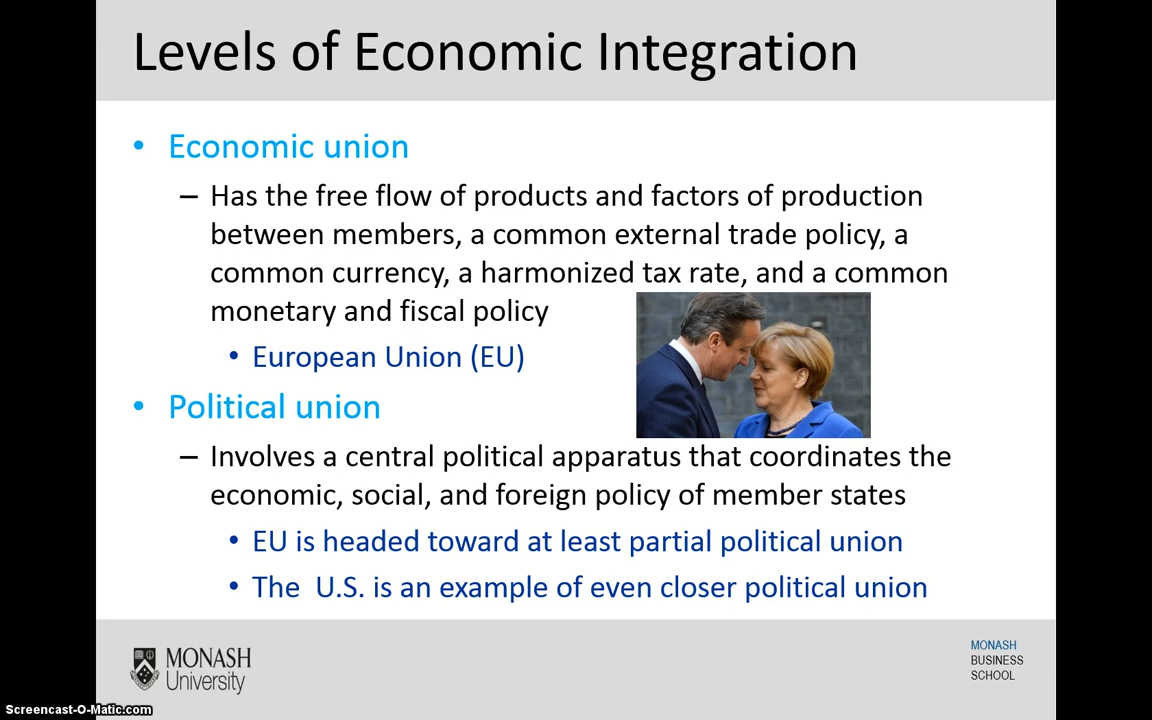 Levels of Economic Integration
• Economic union
– Has the free flow of products and factors of production
between members, a common external trade policy, a
common currency, a harmonized tax rate, and a common
monetary and fiscal policy
• European Union (EU)
• Political union
– Involves a central political apparatus that coordinates the
economic, social, and foreign policy of member states
• EU is headed toward at least partial political union
• The  U.S. is an example of even closer political union
MONASH
University
MONASH
BUSINESS
SCHOOL
Screencast-O-Matic.com